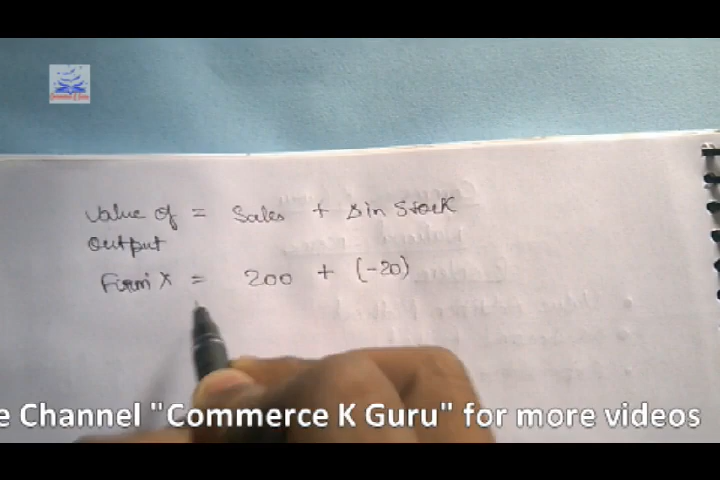 Value of = Sales + Δ in Stock
Output
Firm X = 200 + (-20)
e Channel "Commerce K Guru" for more videos